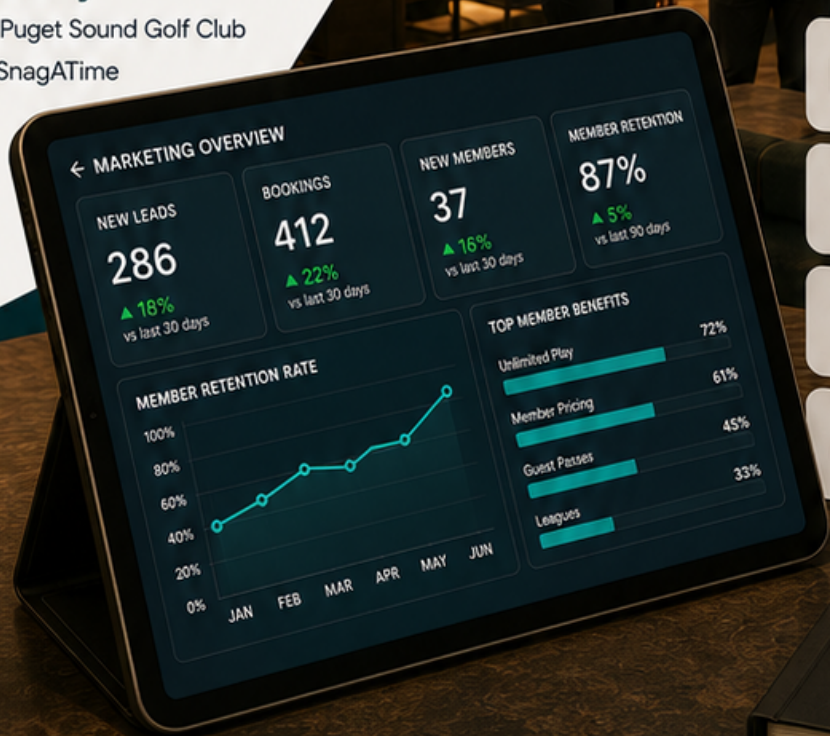 Puget Sound Golf Club
SnagATime
← MARKETING OVERVIEW
NEW LEADS
286
▲ 18%
vs last 30 days
BOOKINGS
412
▲ 22%
vs last 30 days
NEW MEMBERS
37
▲ 16%
vs last 30 days
MEMBER RETENTION
87%
▲ 5%
vs last 90 days
MEMBER RETENTION RATE
100%
80%
60%
40%
20%
0%
JAN FEB MAR APR MAY JUN
TOP MEMBER BENEFITS
Unlimited Play 72%
Member Pricing 61%
Guest Passes 45%
Leagues 33%